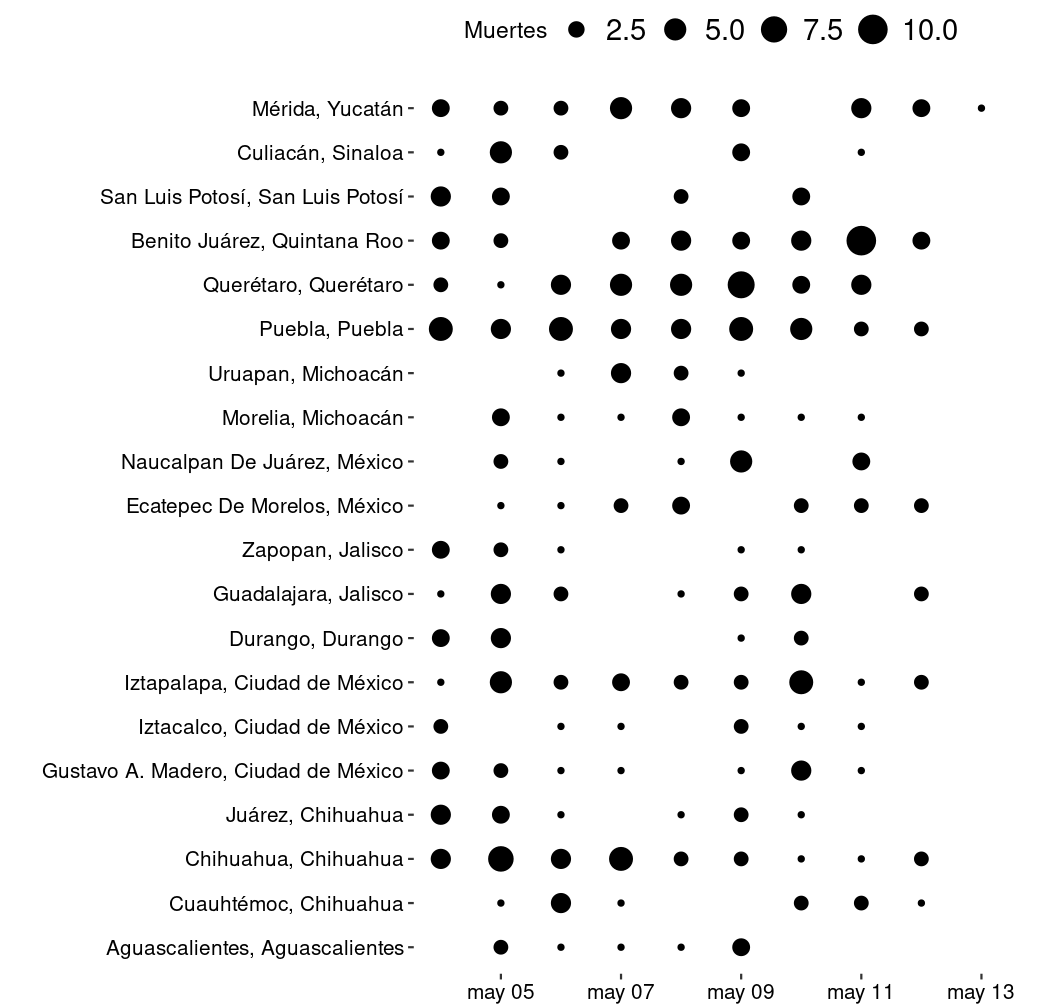 Muertes 2.5 5.0 7.5 10.0
Mérida, Yucatán
Culiacán, Sinaloa
San Luis Potosí, San Luis Potosí
Benito Juárez, Quintana Roo
Querétaro, Querétaro
Puebla, Puebla
Uruapan, Michoacán
Morelia, Michoacán
Naucalpan De Juárez, México
Ecatepec De Morelos, México
Zapopan, Jalisco
Guadalajara, Jalisco
Durango, Durango
Iztapalapa, Ciudad de México
Iztacalco, Ciudad de México
Gustavo A. Madero, Ciudad de México
Juárez, Chihuahua
Chihuahua, Chihuahua
Cuauhtémoc, Chihuahua
Aguascalientes, Aguascalientes
may 05 may 07 may 09 may 11 may 13